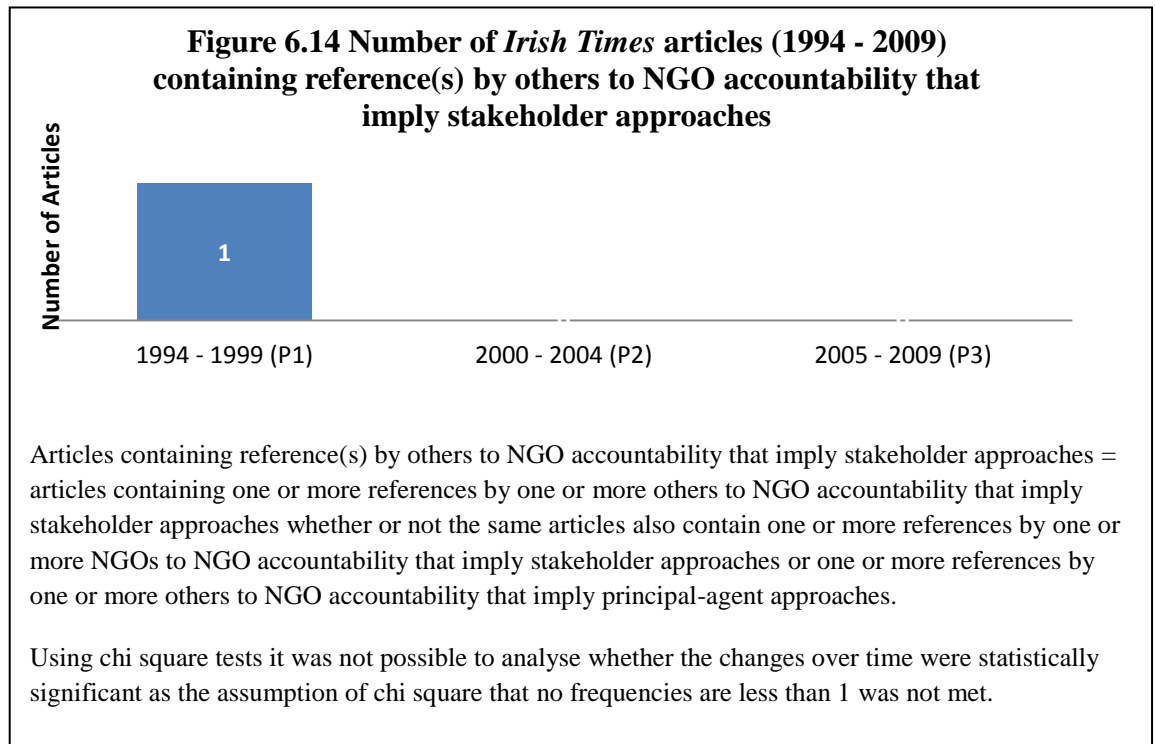 Figure 6.14 Number of Irish Times articles (1994 - 2009)
containing reference(s) by others to NGO accountability that
imply stakeholder approaches
Number of Articles
1
1994 - 1999 (P1)
2000 - 2004 (P2)
2005 - 2009 (P3)
Articles containing reference(s) by others to NGO accountability that imply stakeholder approaches =
articles containing one or more references by one or more others to NGO accountability that imply
stakeholder approaches whether or not the same articles also contain one or more references by one or
more NGOs to NGO accountability that imply stakeholder approaches or one or more references by
one or more others to NGO accountability that imply principal-agent approaches.
Using chi square tests it was not possible to analyse whether the changes over time were statistically
significant as the assumption of chi square that no frequencies are less than 1 was not met.